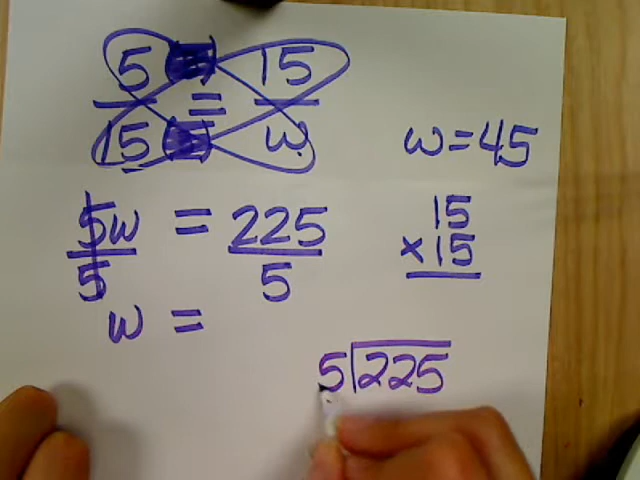 5/15 = 15/w
w = 45
5w/5 = 225/5
15
× 15
w =
5⟌225